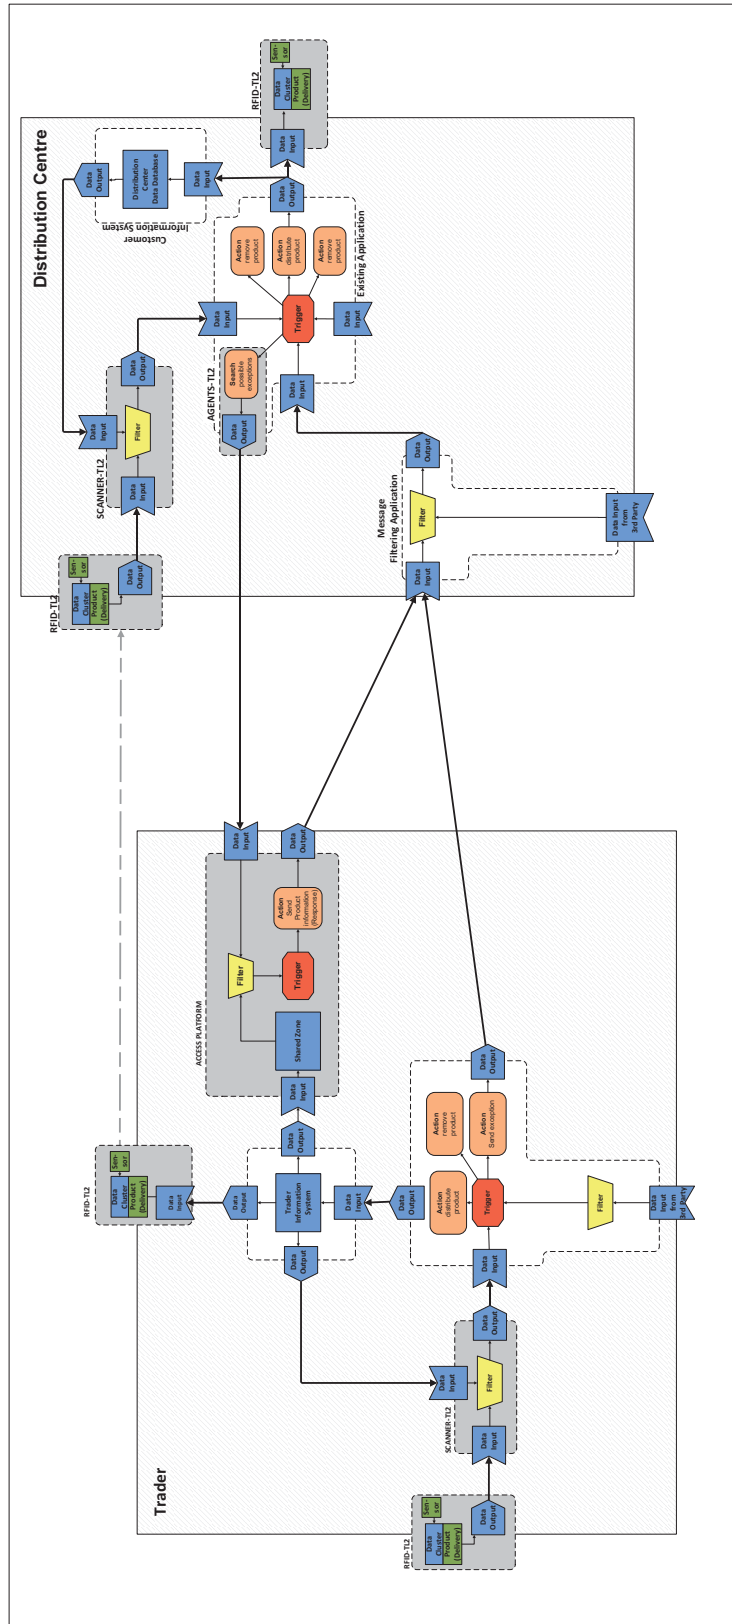 Trader
RFID-TL2
Sen-
sor
Data
Cluster
Product
(Delivery)
Data
Output
SCANNER-TL2
Data
Input
Data
Input
Filter
Data
Output
Data
Input
Trigger
Action
distribute
product
Action
remove
product
Action
Send exception
Data
Output
Filter
Data
Input
from
3rd Party
Data
Output
Data
Input
Trader
Information
System
Data
Output
Data
Output
Data
Output
RFID-TL2
Sen-
sor
Data
Cluster
Product
(Delivery)
Data
Input
ACCESS PLATFORM
Data
Input
Shared Zone
Filter
Trigger
Action
Send
Product
information
(Response)
Data
Input
Data
Output
Distribution Centre
RFID-TL2
Sen-
sor
Data
Cluster
Product
(Delivery)
Data
Output
SCANNER-TL2
Data
Input
Data
Input
Filter
Data
Output
Customer
Information System
Data
Output
Distribution
Center
Data Database
Data
Input
AGENTS-TL2
Data
Output
Search
possible
exceptions
Data
Input
Data
Input
Trigger
Action
remove
product
Action
distribute
product
Action
remove
product
Data
Input
Existing Application
Data
Output
RFID-TL2
Sen-
sor
Data
Cluster
Product
(Delivery)
Data
Input
Message
Filtering Application
Data
Input
Filter
Data
Output
Data Input
from
3rd Party